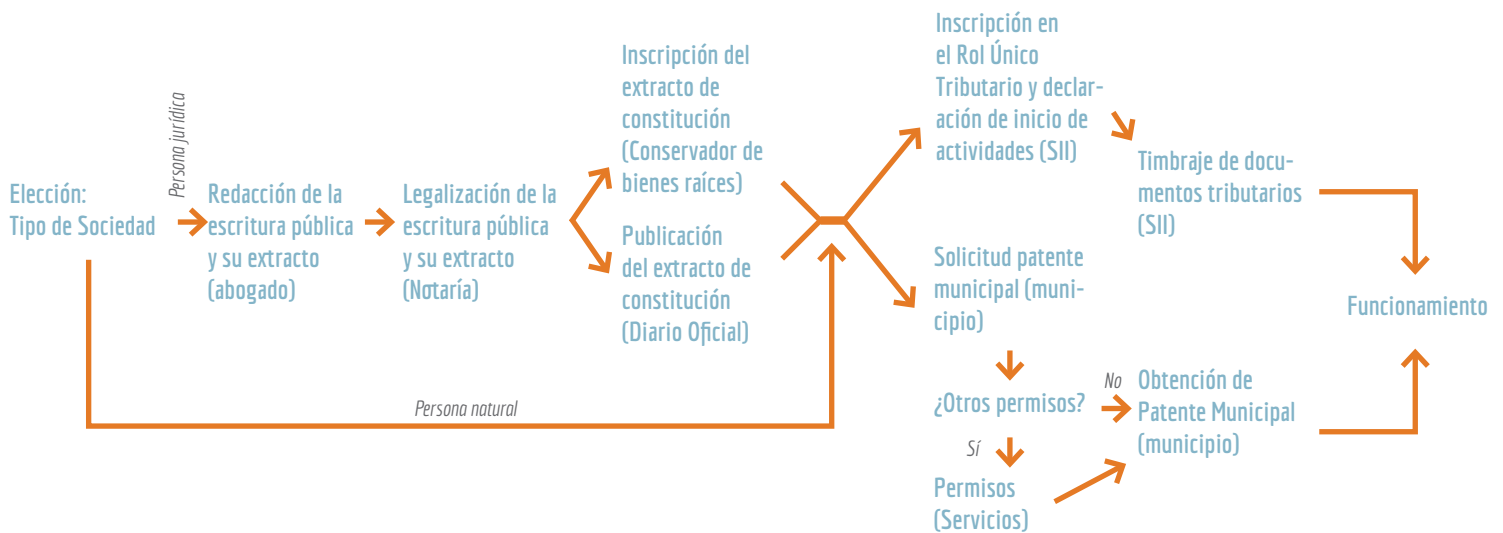 Elección:
Tipo de Sociedad
Persona jurídica
Redacción de la
escritura pública
y su extracto
(abogado)
Legalización de la
escritura pública
y su extracto
(Notaría)
Inscripción del
extracto de
constitución
(Conservador de
bienes raíces)
Publicación
del extracto de
constitución
(Diario Oficial)
Persona natural
Inscripción en
el Rol Único
Tributario y declar-
ación de inicio de
actividades (SII)
Timbraje de docu-
mentos tributarios
(SII)
Solicitud patente
municipal (muni-
cipio)
¿Otros permisos?
No
Sí
Permisos
(Servicios)
Obtención de
Patente Municipal
(municipio)
Funcionamiento